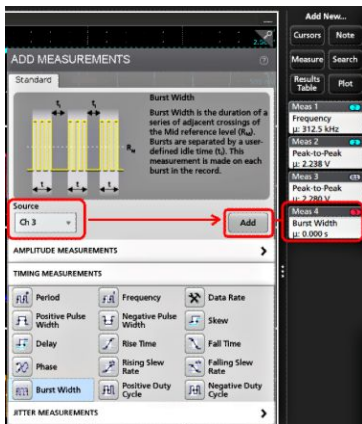 Add New...
Cursors Note
Measure Search
Results Table Plot
ADD MEASUREMENTS
Standard
Burst Width
Burst Width is the duration of a
series of adjacent crossings of
the Mid reference level (RM).
Bursts are separated by a user-
defined idle time (tI). This
measurement is made on each
burst in the record.
Source
Ch 3
Add
AMPLITUDE MEASUREMENTS
TIMING MEASUREMENTS
Period Frequency Data Rate
Positive Pulse Width Negative Pulse Width Skew
Delay Rise Time Fall Time
Phase Rising Slew Rate Falling Slew Rate
Burst Width Positive Duty Cycle Negative Duty Cycle
JITTER MEASUREMENTS
Meas 1
Frequency
µ: 312.5 kHz
Meas 2
Peak-to-Peak
µ: 2.238 V
Meas 3
Peak-to-Peak
µ: 2.280 V
Meas 4
Burst Width
µ: 0.000 s